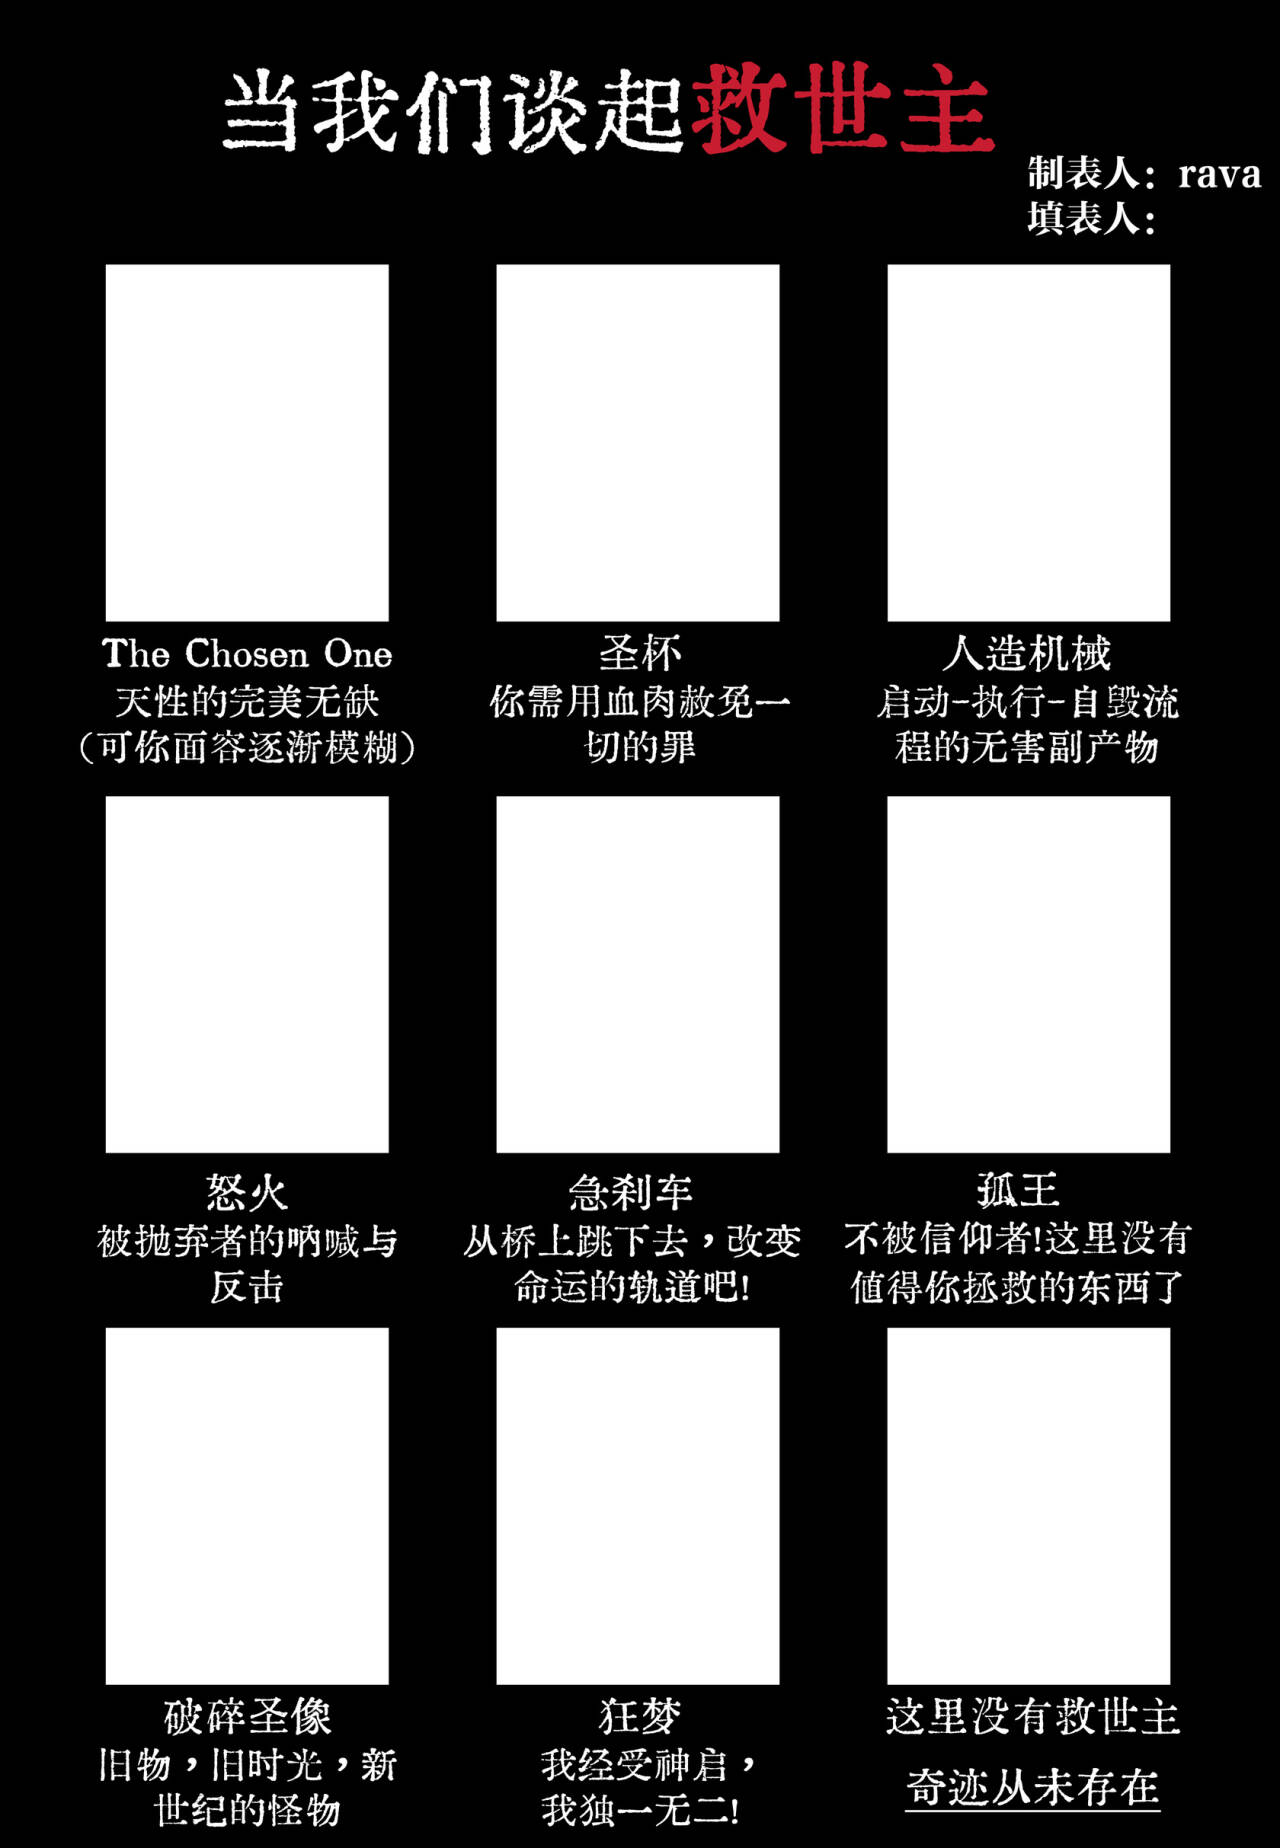 当我们谈起救世主
制表人：rava
填表人：
The Chosen One
天性的完美无缺
（可你面容逐渐模糊）
圣杯
你需用血肉赦免一
切的罪
人造机械
启动-执行-自毁流
程的无害副产物
怒火
被抛弃者的呐喊与
反击
急刹车
从桥上跳下去，改变
命运的轨道吧!
孤王
不被信仰者!这里没有
值得你拯救的东西了
破碎圣像
旧物，旧时光，新
世纪的怪物
狂梦
我经受神启，
我独一无二!
这里没有救世主
奇迹从未存在